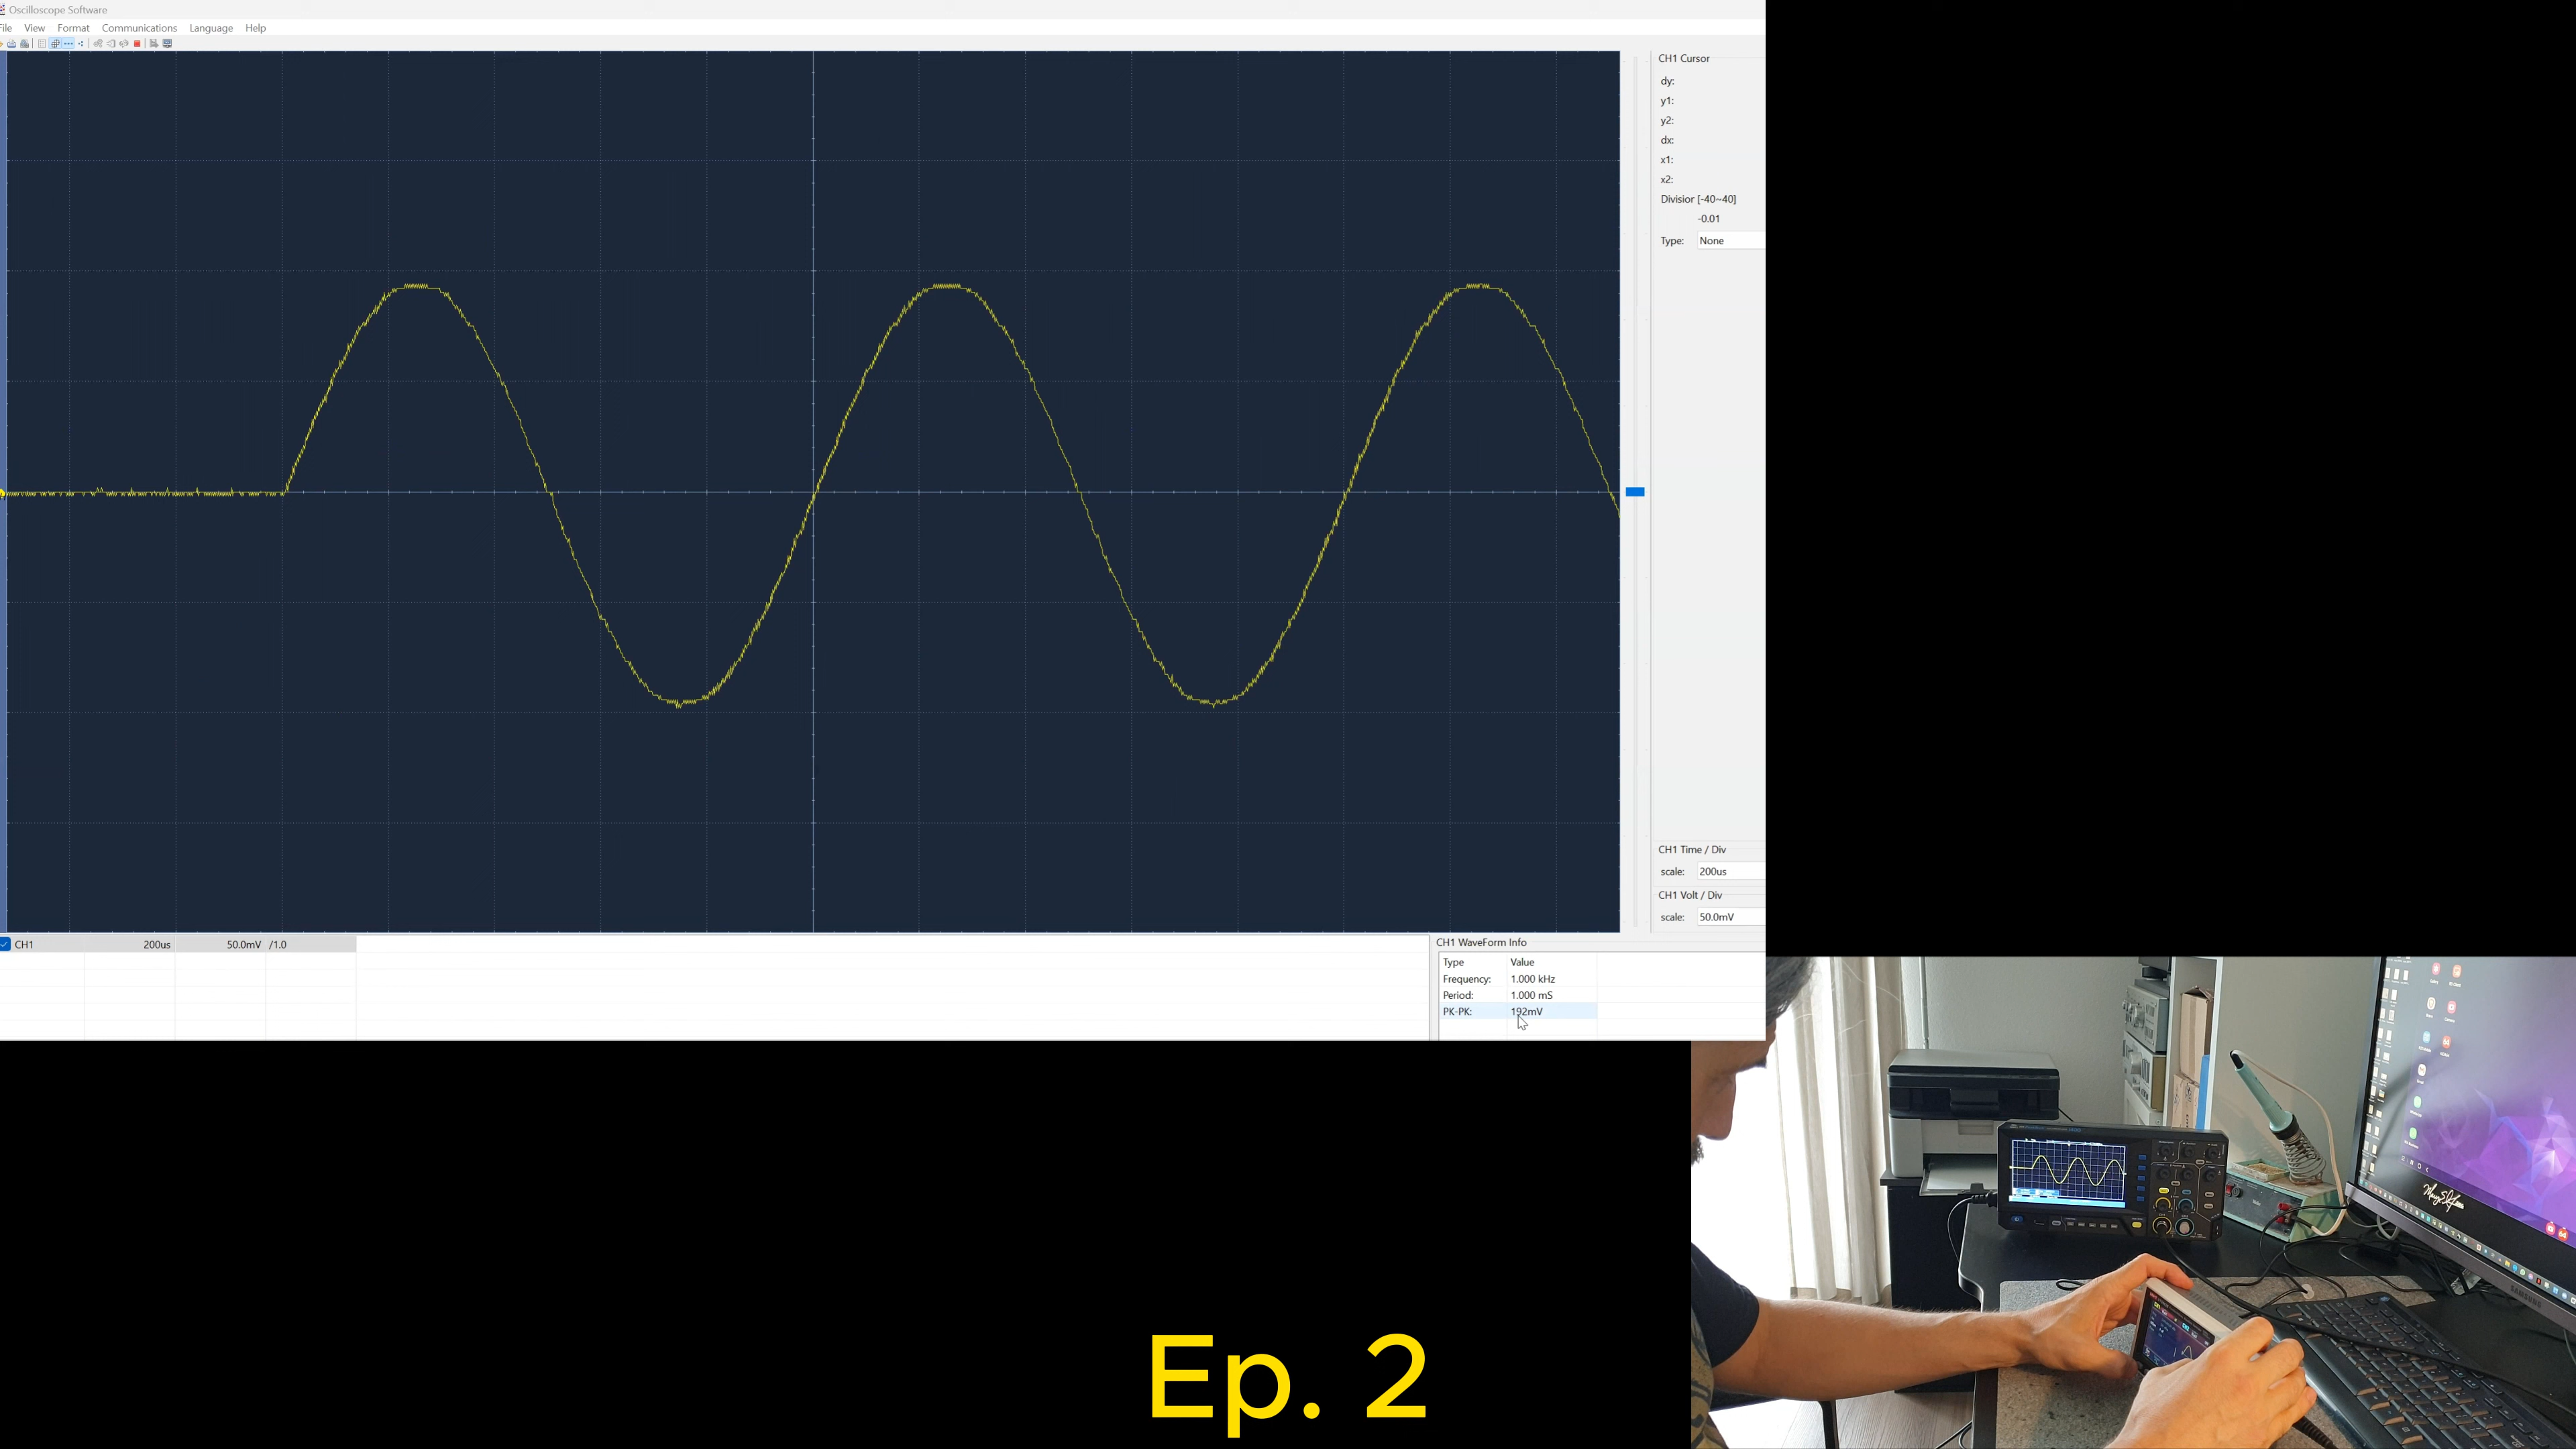 Oscilloscope Software
File View Format Communications Language Help
CH1 Cursor
dy:
y1:
y2:
dx:
x1:
x2:
Divisior [-40~40]
-0.01
Type: None
CH1 Time / Div
scale: 200us
CH1 Volt / Div
scale: 50.0mV
CH1 200us 50.0mV /1.0
CH1 WaveForm Info
Type Value
Frequency: 1.000 kHz
Period: 1.000 mS
PK-PK: 192mV
SAMSUNG
Ep. 2